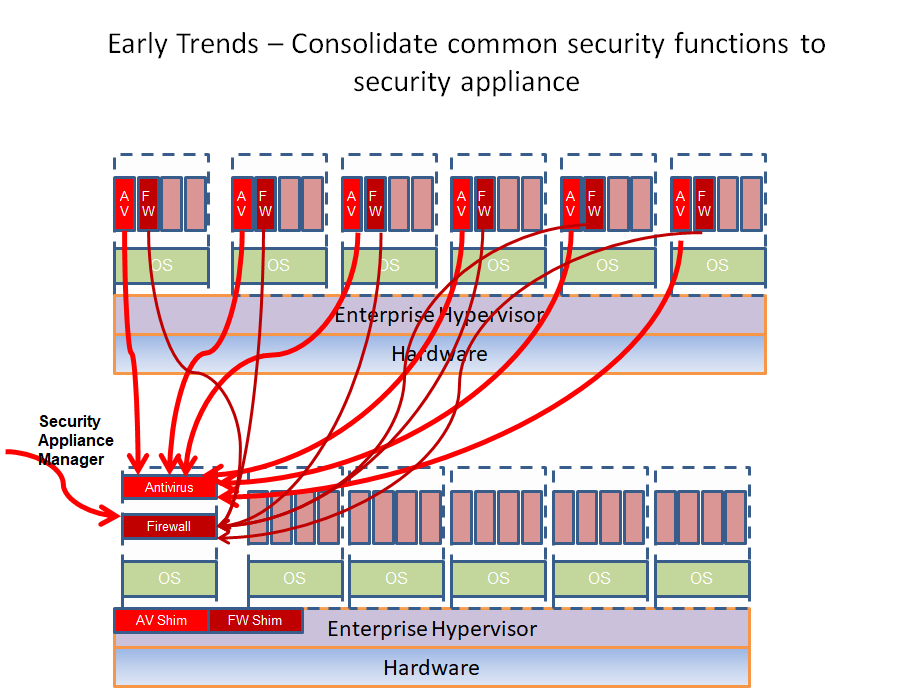 Early Trends – Consolidate common security functions to
security appliance
A V F W A V F W A V F W A V F W A V F W A V F W
OS OS OS OS OS OS
Enterprise Hypervisor
Hardware
Security
Appliance
Manager
Antivirus
Firewall
OS OS OS OS OS OS
AV Shim FW Shim Enterprise Hypervisor
Hardware